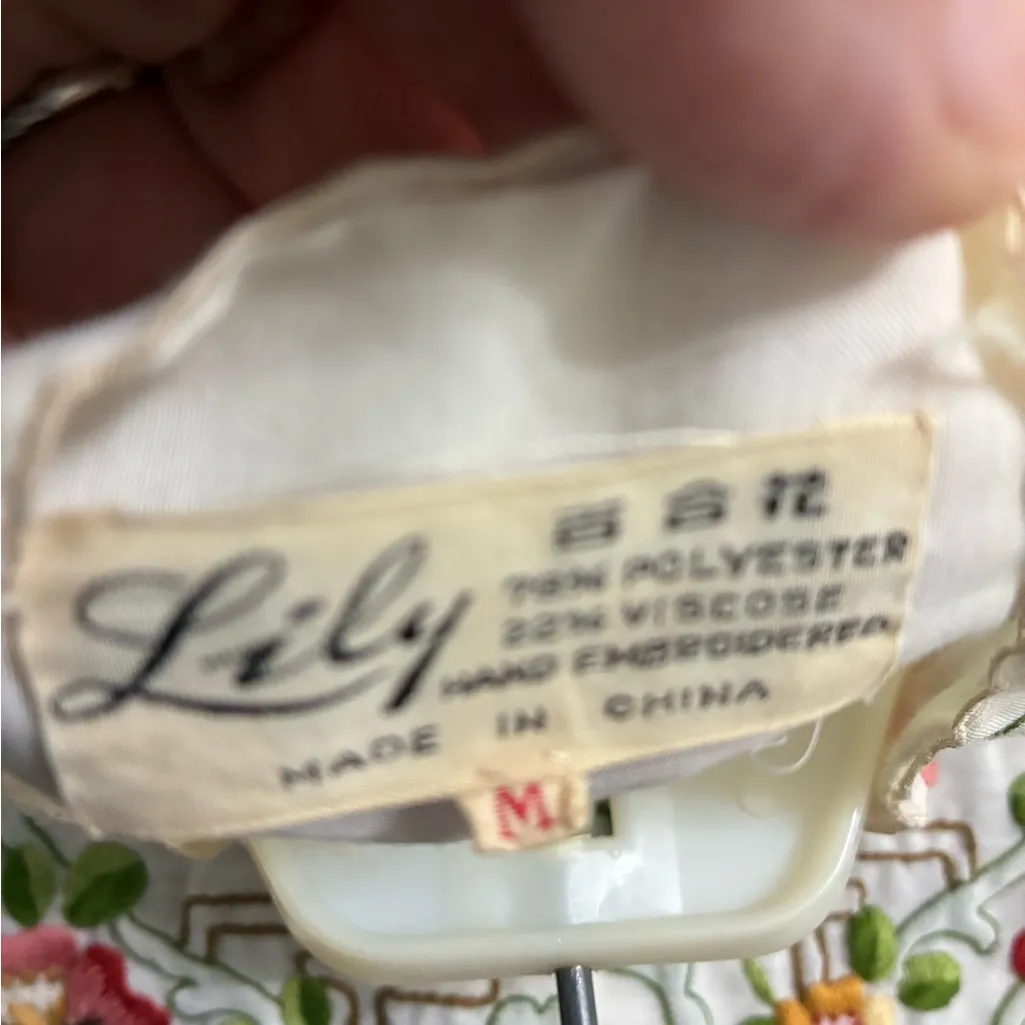 百合花
Lily
78% POLYESTER
22% VISCOSE
HAND EMBROIDERED
MADE IN CHINA
M